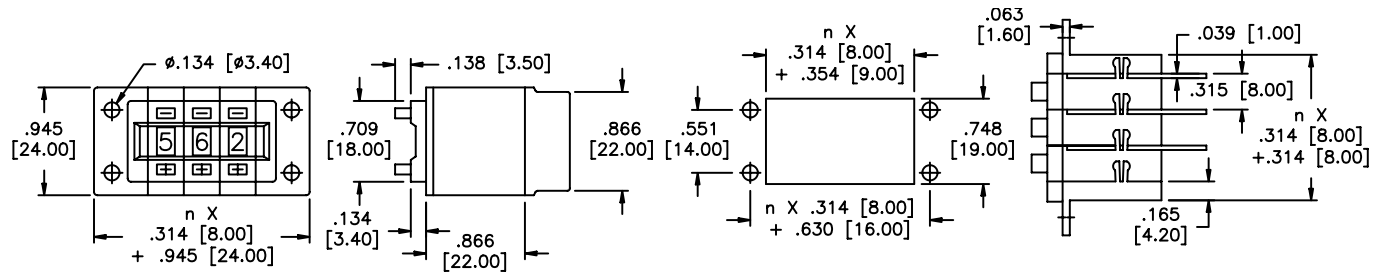 ø.134 [ø3.40]
.945
[24.00]
5 6 2
n X
.314 [8.00]
+ .945 [24.00]
.138 [3.50]
.709
[18.00]
.866
[22.00]
.134
[3.40]
.866
[22.00]
n X
.314 [8.00]
+ .354 [9.00]
.551
[14.00]
.748
[19.00]
n X .314 [8.00]
+ .630 [16.00]
.063
[1.60]
.039 [1.00]
.315 [8.00]
n X
.314 [8.00]
+.314 [8.00]
.165
[4.20]